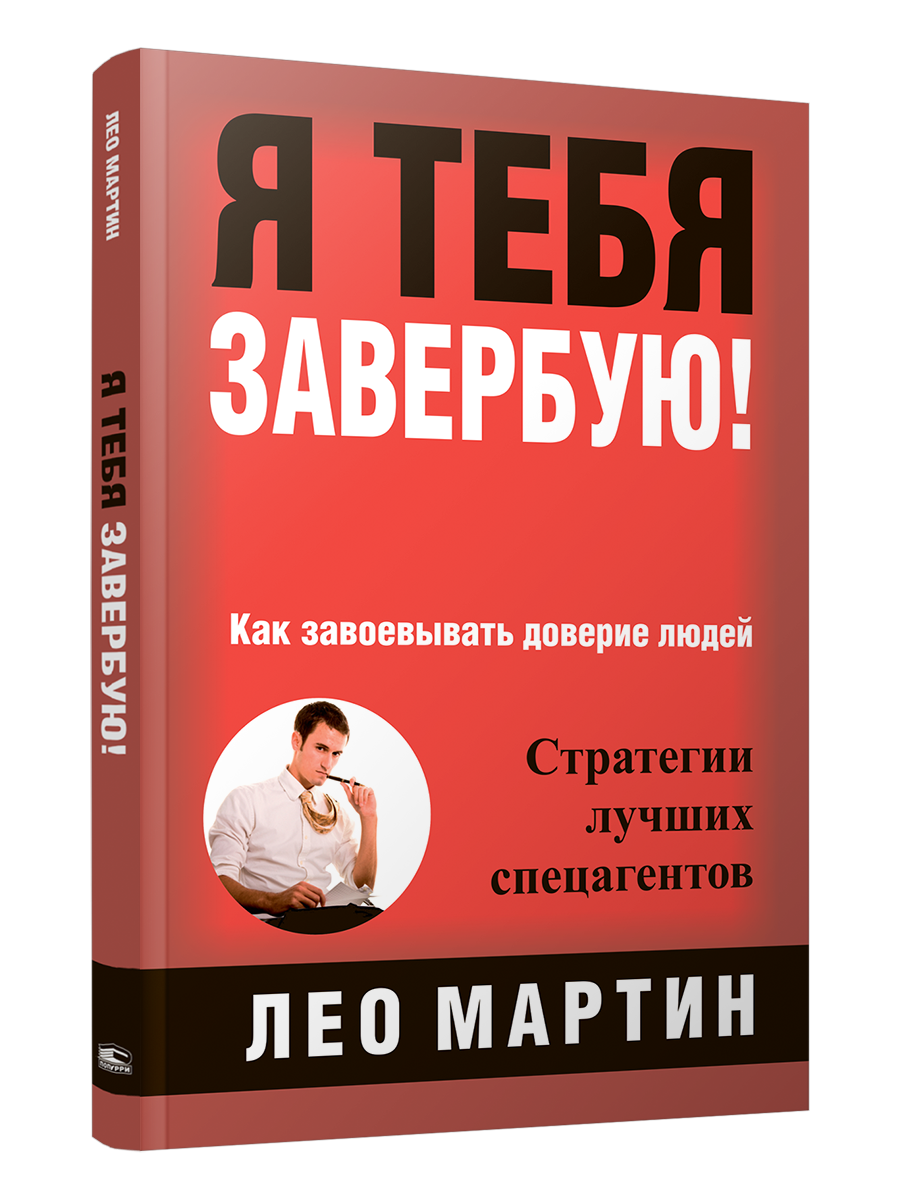 Я ТЕБЯ
ЗАВЕРБУЮ!
Как завоевывать доверие людей
Стратегии
лучших
спецагентов
ЛЕО МАРТИН
ЛЕО МАРТИН
Я ТЕБЯ ЗАВЕРБУЮ!
ПОПУРРИ